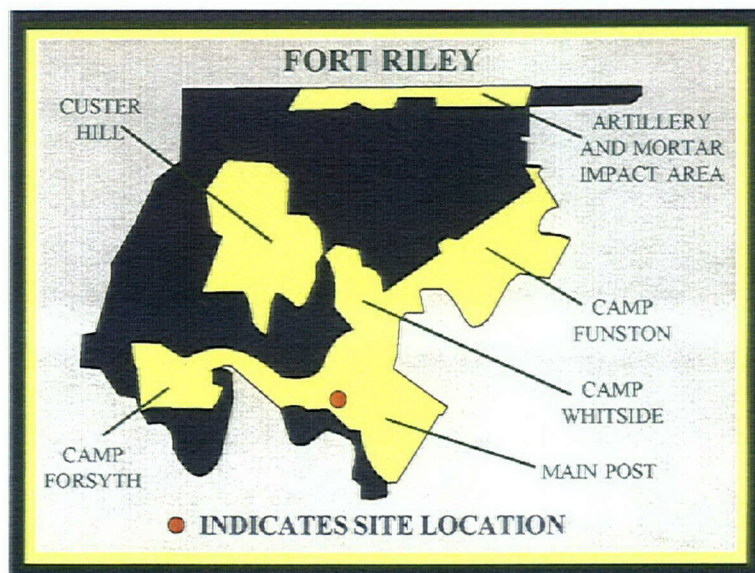 FORT RILEY
CUSTER
HILL
ARTILLERY
AND MORTAR
IMPACT AREA
CAMP
FUNSTON
CAMP
WHITSIDE
CAMP
FORSYTH
MAIN POST
INDICATES SITE LOCATION